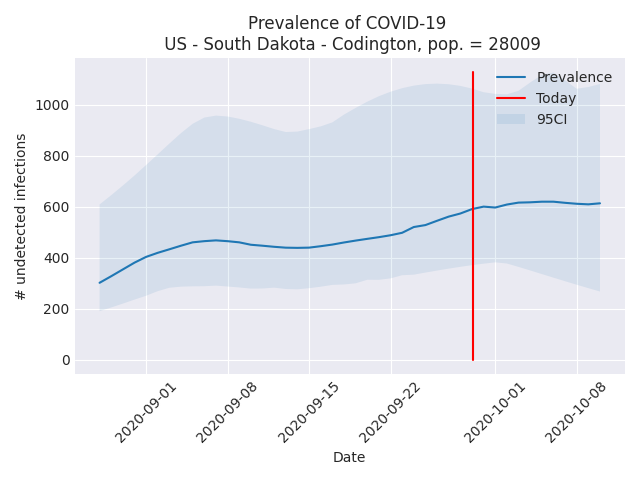 Prevalence of COVID-19
US - South Dakota - Codington, pop. = 28009
# undetected infections
1000
800
600
400
200
0
Prevalence
Today
95CI
2020-09-01
2020-09-08
2020-09-15
2020-09-22
2020-10-01
2020-10-08
Date